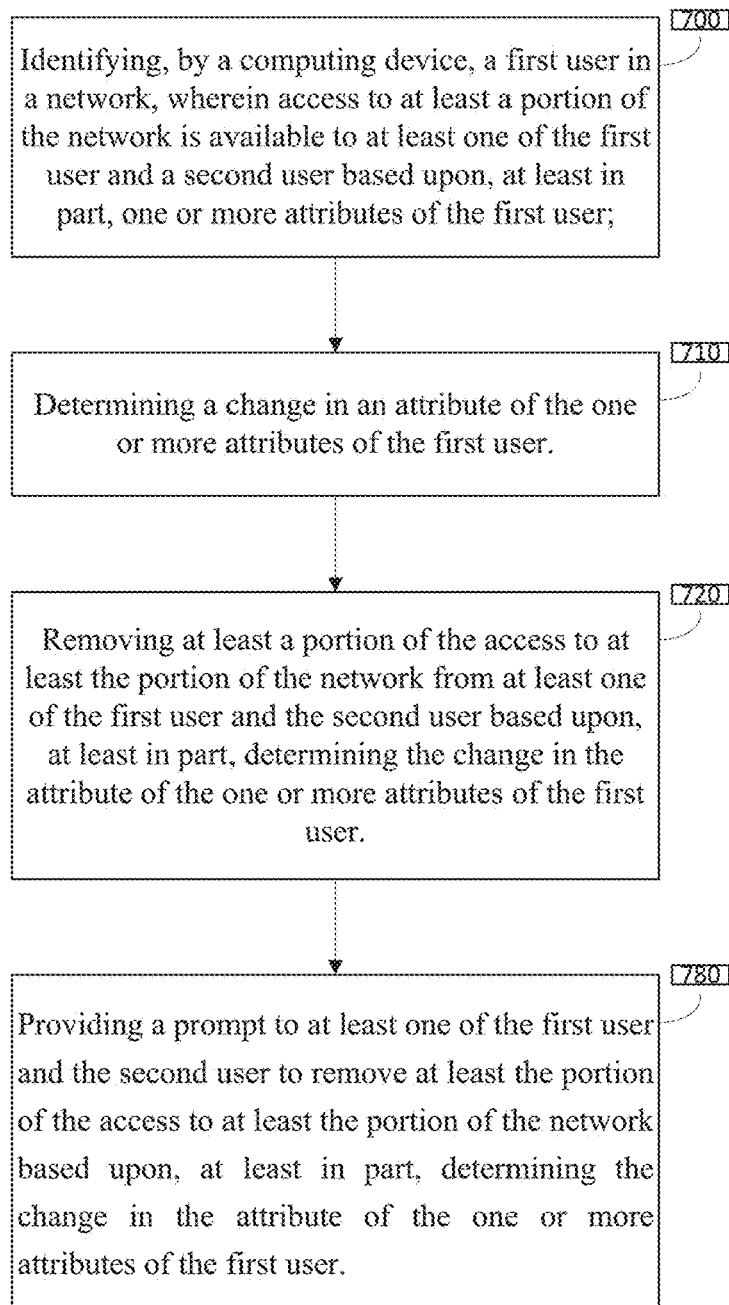 700
Identifying, by a computing device, a first user in
a network, wherein access to at least a portion of
the network is available to at least one of the first
user and a second user based upon, at least in
part, one or more attributes of the first user;
710
Determining a change in an attribute of the one
or more attributes of the first user.
720
Removing at least a portion of the access to at
least the portion of the network from at least one
of the first user and the second user based upon,
at least in part, determining the change in the
attribute of the one or more attributes of the first
user.
780
Providing a prompt to at least one of the first user
and the second user to remove at least the portion
of the access to at least the portion of the network
based upon, at least in part, determining the
change in the attribute of the one or more
attributes of the first user.